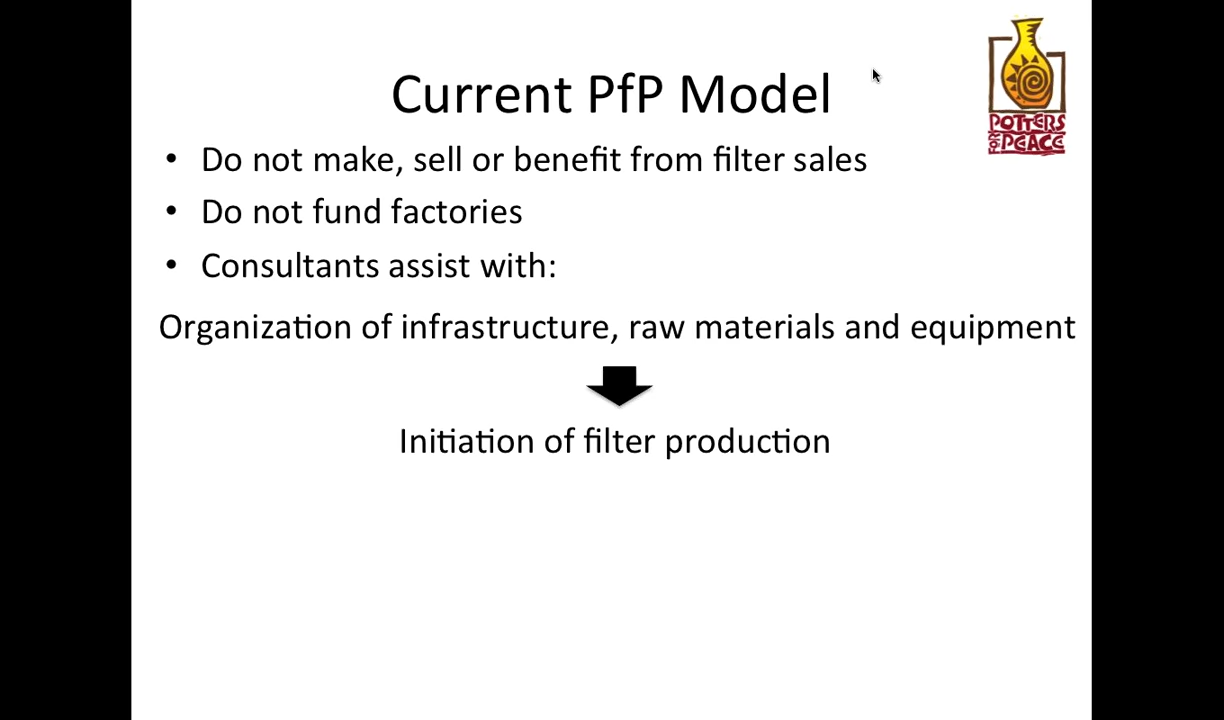 Current PfP Model
• Do not make, sell or benefit from filter sales
• Do not fund factories
• Consultants assist with:
Organization of infrastructure, raw materials and equipment
Initiation of filter production
POTTERS
FOR PEACE